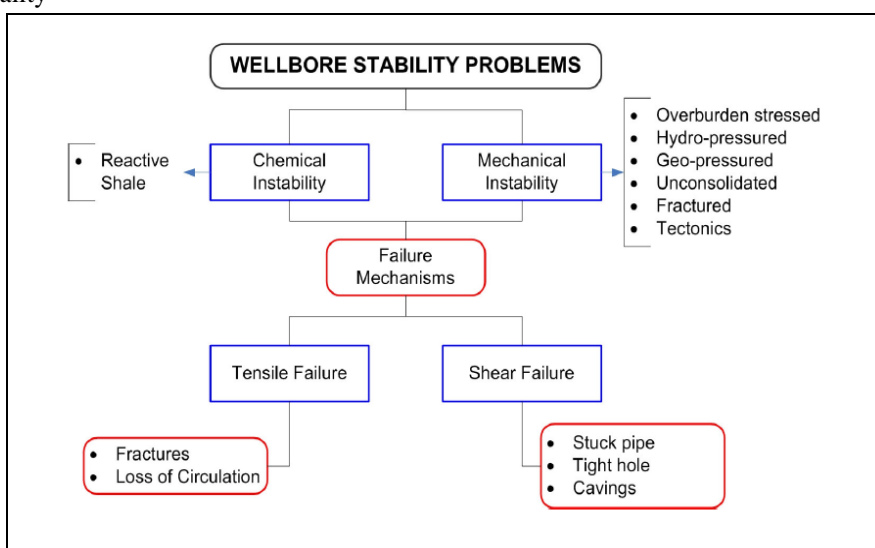 WELLBORE STABILITY PROBLEMS
• Reactive
Shale
Chemical
Instability
Mechanical
Instability
• Overburden stressed
• Hydro-pressured
• Geo-pressured
• Unconsolidated
• Fractured
• Tectonics
Failure
Mechanisms
Tensile Failure
Shear Failure
• Fractures
• Loss of Circulation
• Stuck pipe
• Tight hole
• Cavings